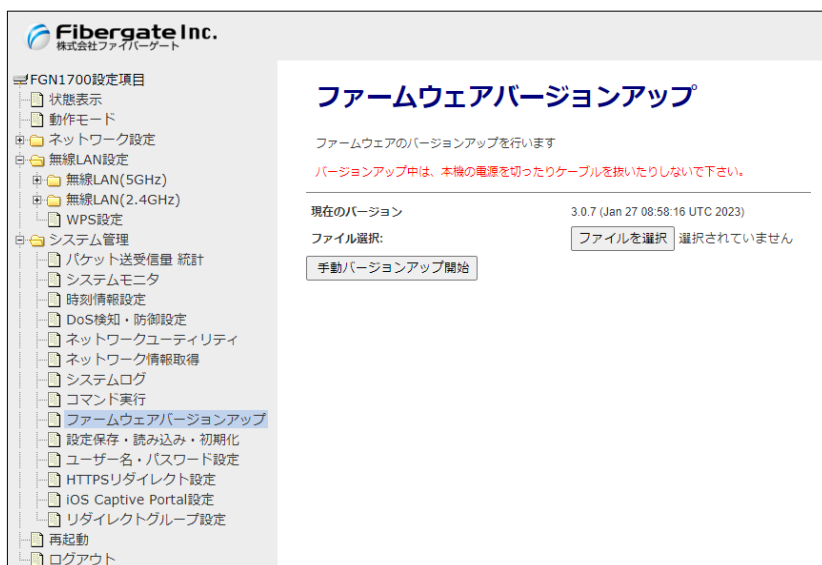 Fibergate Inc.
株式会社ファイバーゲート
FGN1700設定項目
状態表示
動作モード
ネットワーク設定
無線LAN設定
無線LAN(5GHz)
無線LAN(2.4GHz)
WPS設定
システム管理
パケット送受信量 統計
システムモニタ
時刻情報設定
DoS検知・防御設定
ネットワークユーティリティ
ネットワーク情報取得
システムログ
コマンド実行
ファームウェアバージョンアップ
設定保存・読み込み・初期化
ユーザー名・パスワード設定
HTTPSリダイレクト設定
iOS Captive Portal設定
リダイレクトグループ設定
再起動
ログアウト
ファームウェアバージョンアップ
ファームウェアのバージョンアップを行います
バージョンアップ中は、本機の電源を切ったりケーブルを抜いたりしないで下さい。
現在のバージョン 3.0.7 (Jan 27 08:58:16 UTC 2023)
ファイル選択: ファイルを選択 選択されていません
手動バージョンアップ開始